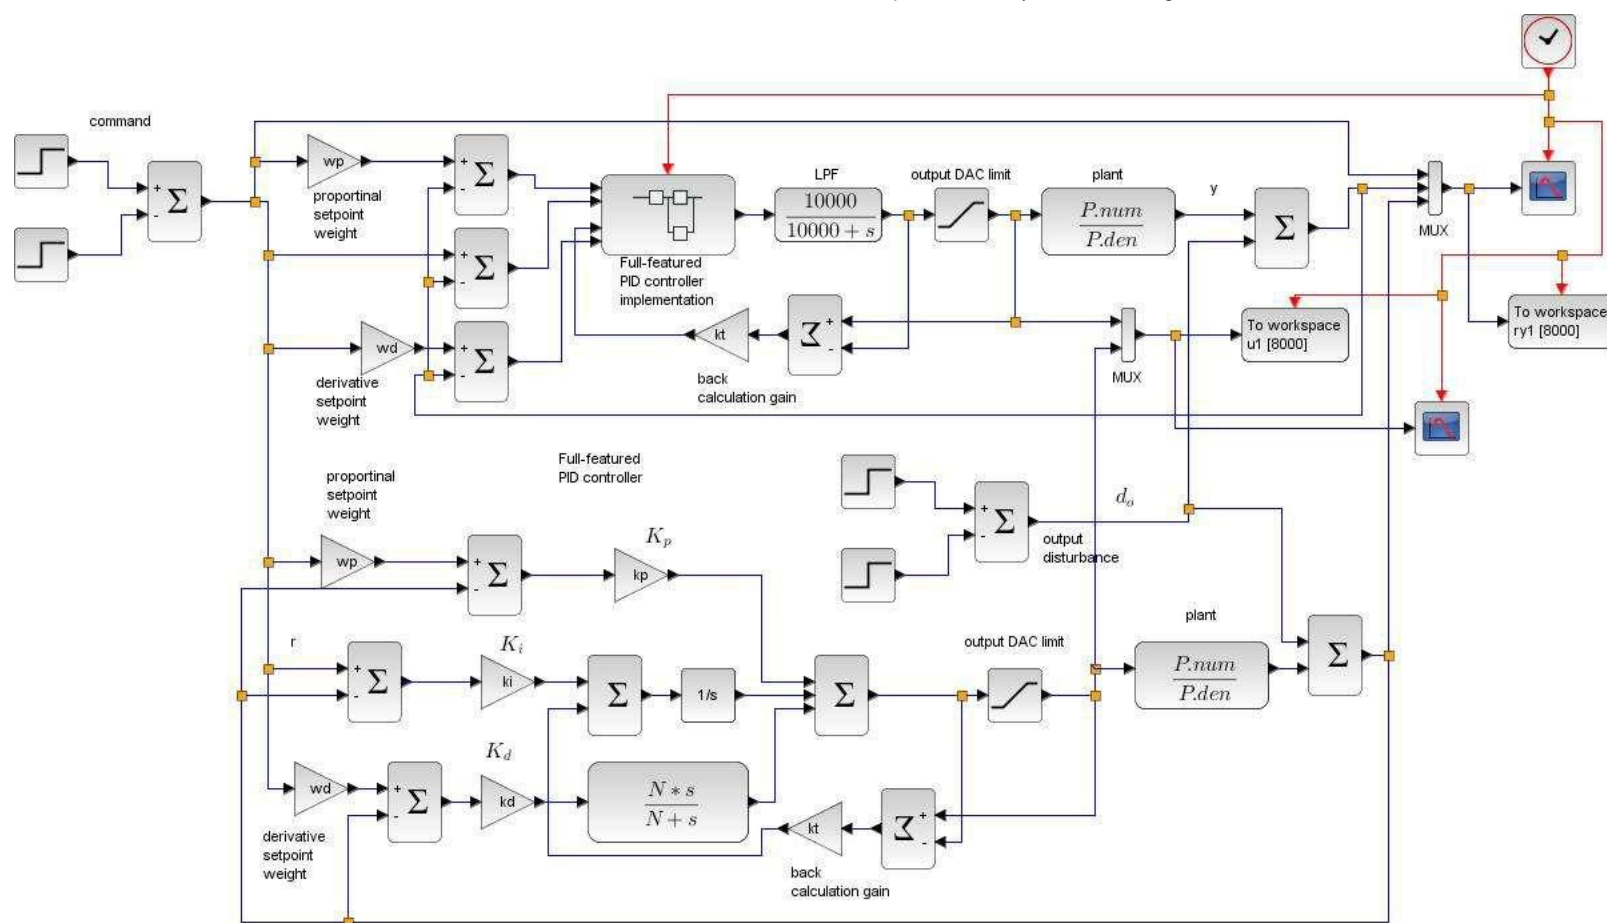 command
+
-
Σ
wp
proportinal
setpoint
weight
+
-
Σ
+
-
Σ
wd
derivative
setpoint
weight
+
-
Σ
Full-featured
PID controller
implementation
LPF
10000
10000 + s
output DAC limit
plant
P.num
P.den
y
Σ
MUX
kt
back
calculation gain
Σ
+
-
MUX
To workspace
u1 [8000]
To workspace
ry1 [8000]
Full-featured
PID controller
+
-
Σ
output
disturbance
d_o
proportinal
setpoint
weight
wp
+
-
Σ
K_p
kp
r
+
-
Σ
K_i
ki
Σ
1/s
Σ
output DAC limit
plant
P.num
P.den
Σ
wd
derivative
setpoint
weight
+
-
Σ
K_d
kd
N * s
N + s
kt
back
calculation gain
Σ
+
-